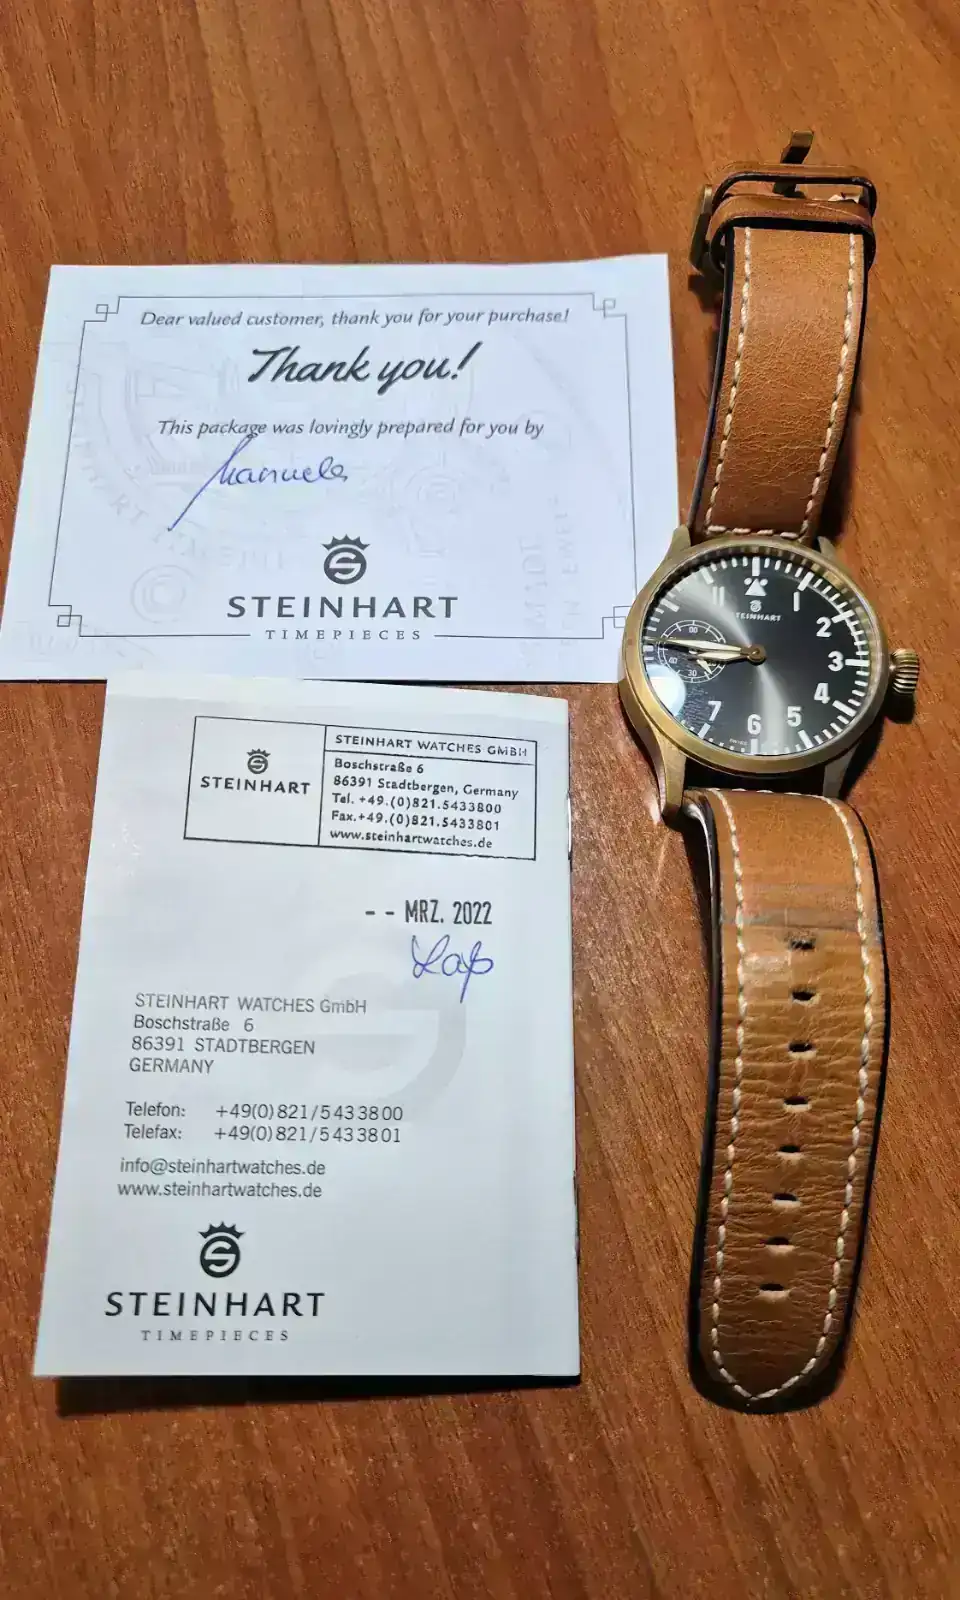 Dear valued customer, thank you for your purchase!
Thank you!
This package was lovingly prepared for you by
Manuela
STEINHART
TIMEPIECES
STEINHART
1
2
3
4
5
6
7
11
00
30
STEINHART
STEINHART WATCHES GMBH
Boschstraße 6
86391 Stadtbergen, Germany
Tel. +49.(0)821.5433800
Fax.+49.(0)821.5433801
www.steinhartwatches.de
-- MRZ. 2022
STEINHART WATCHES GmbH
Boschstraße 6
86391 STADTBERGEN
GERMANY
Telefon: +49(0)821/5433800
Telefax: +49(0)821/5433801
info@steinhartwatches.de
www.steinhartwatches.de
STEINHART
TIMEPIECES